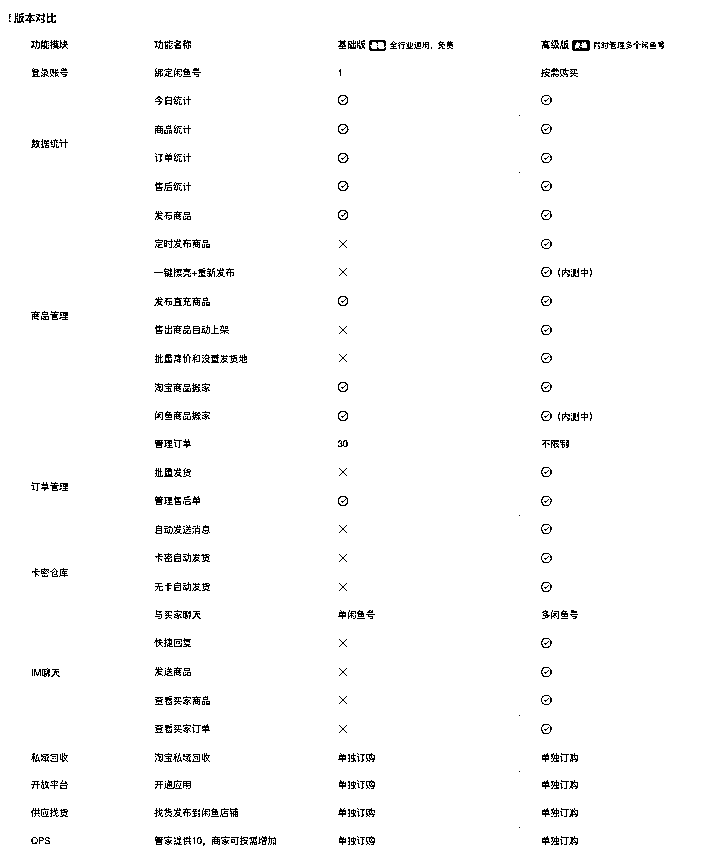 版本对比
功能模块 功能名称 基础版 全行业通用，免费 高级版 同时管理多个闲鱼号
登录账号 绑定闲鱼号 1 按需购买
今日统计
商品统计
数据统计
订单统计
售后统计
发布商品
定时发布商品
一键擦亮+重新发布 (内测中)
发布直充商品
商品管理
售出商品自动上架
批量降价和设置发货地
淘宝商品搬家
闲鱼商品搬家 (内测中)
管理订单 30 不限制
批量发货
订单管理
管理售后单
自动发送消息
卡密自动发货
卡密仓库
无卡自动发货
与买家聊天 单闲鱼号 多闲鱼号
快捷回复
IM聊天 发送商品
查看买家商品
查看买家订单
私域回收 淘宝私域回收 单独订购 单独订购
开放平台 开通应用 单独订购 单独订购
供应找货 找货发布到闲鱼店铺 单独订购 单独订购
QPS 管家提供10，商家可按需增加 单独订购 单独订购